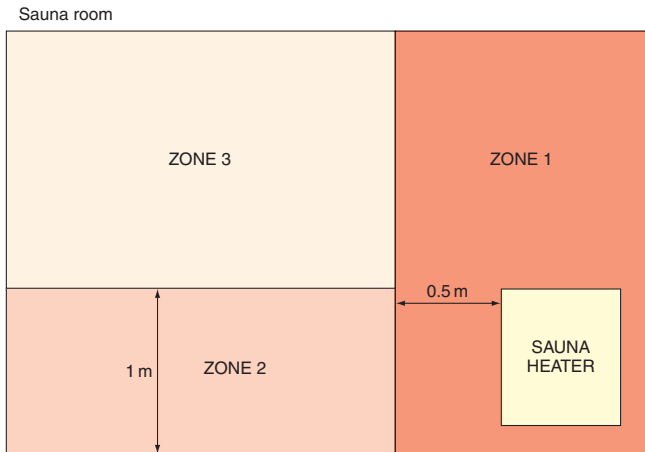 Sauna room
ZONE 3
ZONE 1
0.5 m
1 m
ZONE 2
SAUNA
HEATER